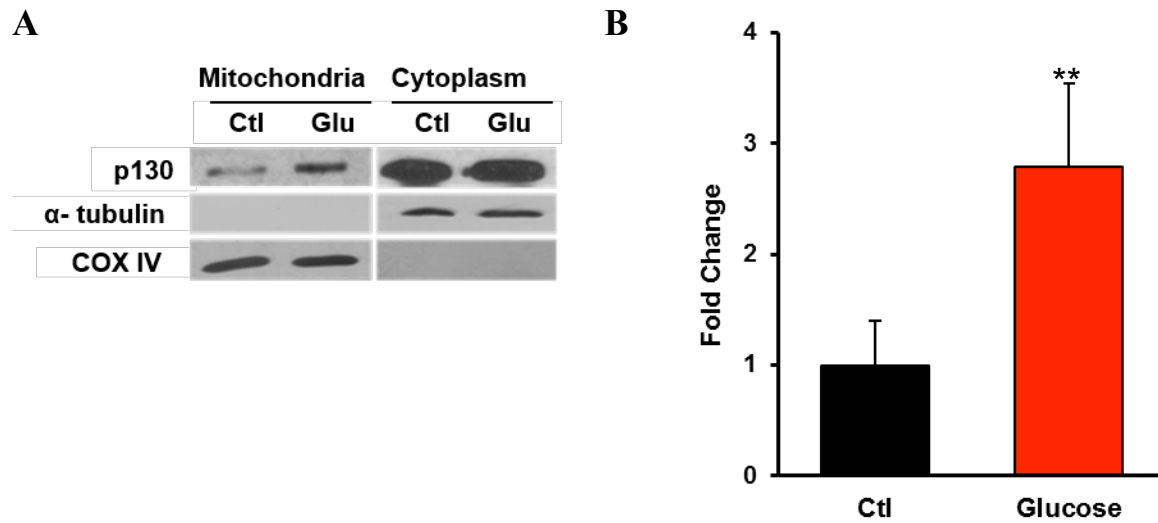 A
Mitochondria Cytoplasm
Ctl Glu Ctl Glu
p130
α- tubulin
COX IV
B
Fold Change
4
3
2
1
0
**
Ctl Glucose